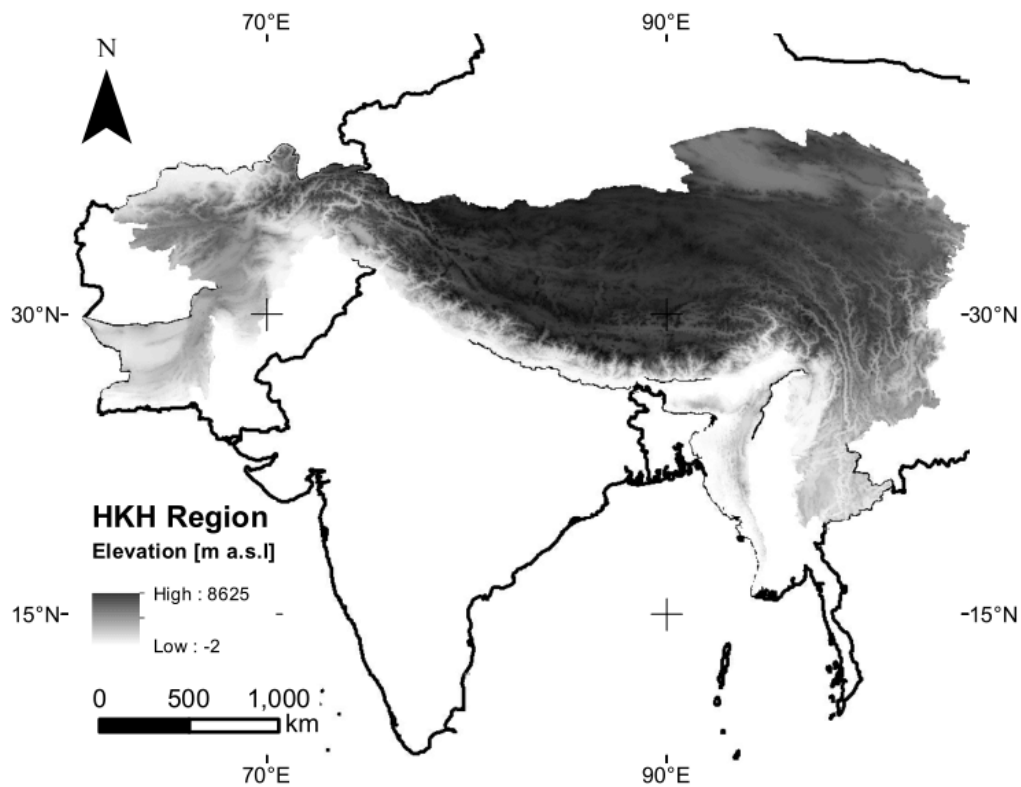 70°E 90°E
N
30°N 30°N
HKH Region
Elevation [m a.s.l]
High : 8625
Low : -2
15°N 15°N
0 500 1,000
km
70°E 90°E